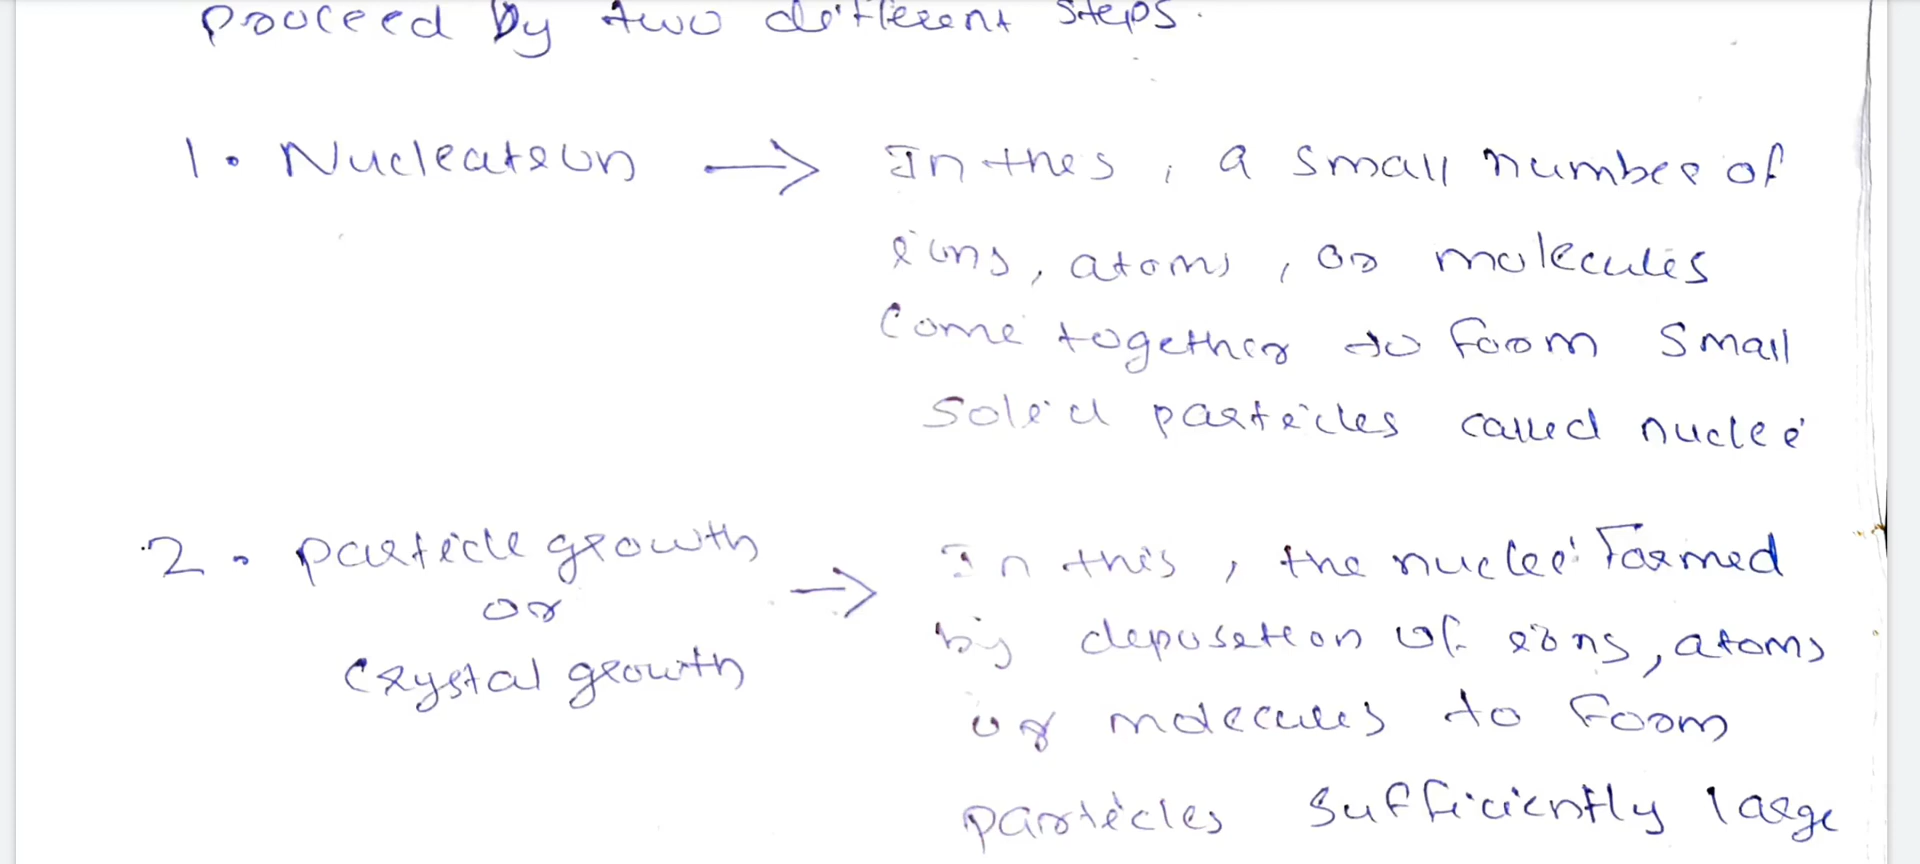 proceed by two different steps.
1. Nucleation → In this, a small number of
ions, atoms, or molecules
come together to form small
solid particles called nuclei
2. particle growth
or
crystal growth
→ In this, the nuclei formed
by deposition of ions, atoms
or molecules to form
particles sufficiently large